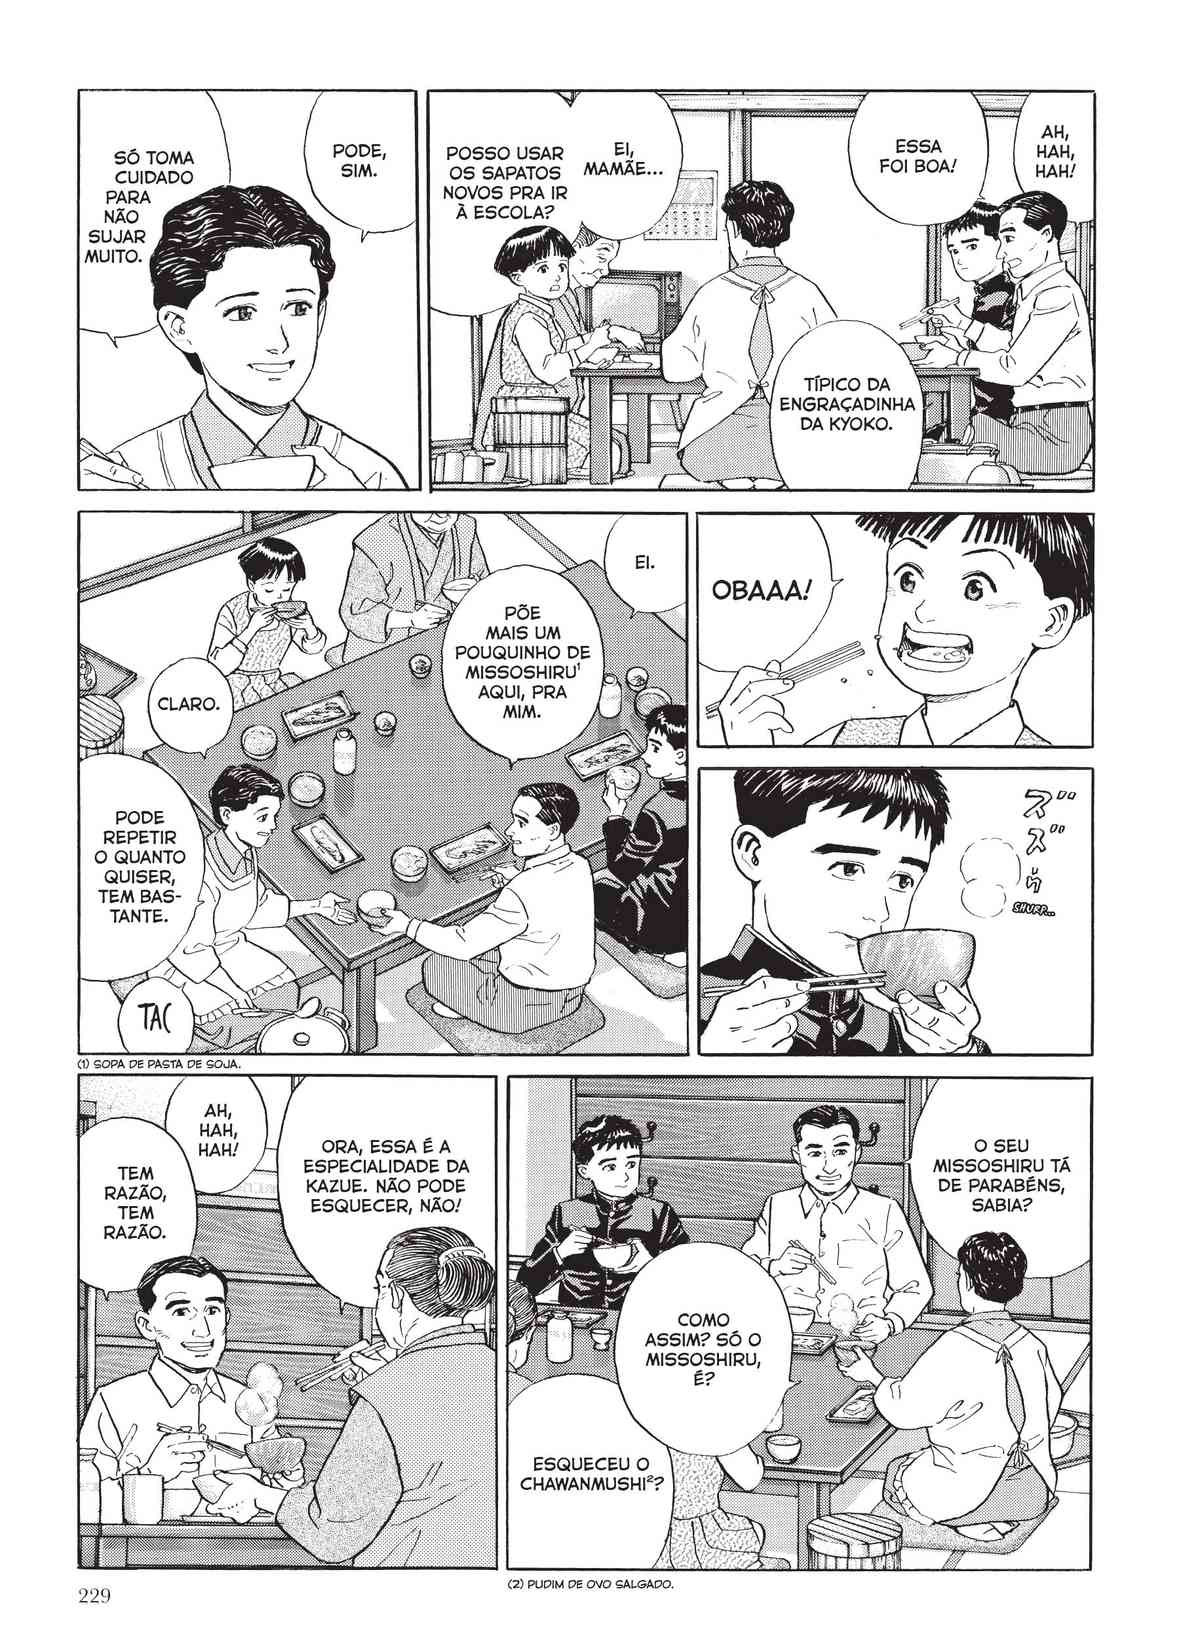 AH,
HAH,
HAH!
ESSA
FOI BOA!
TÍPICO DA
ENGRAÇADINHA
DA KYOKO.
EI,
MAMÃE...
POSSO USAR
OS SAPATOS
NOVOS PRA IR
À ESCOLA?
PODE,
SIM.
SÓ TOMA
CUIDADO
PARA
NÃO
SUJAR
MUITO.
OBAAA!
ズズゥ
SHURP...
EI.
PÕE
MAIS UM
POUQUINHO DE
MISSOSHIRU¹
AQUI, PRA
MIM.
CLARO.
PODE
REPETIR
O QUANTO
QUISER,
TEM BAS-
TANTE.
TAC
(1) SOPA DE PASTA DE SOJA.
O SEU
MISSOSHIRU TÁ
DE PARABÉNS,
SABIA?
COMO
ASSIM? SÓ O
MISSOSHIRU,
É?
ESQUECEU O
CHAWANMUSHI²?
(2) PUDIM DE OVO SALGADO.
ORA, ESSA É A
ESPECIALIDADE DA
KAZUE. NÃO PODE
ESQUECER, NÃO!
AH,
HAH,
HAH!
TEM
RAZÃO,
TEM
RAZÃO.
229